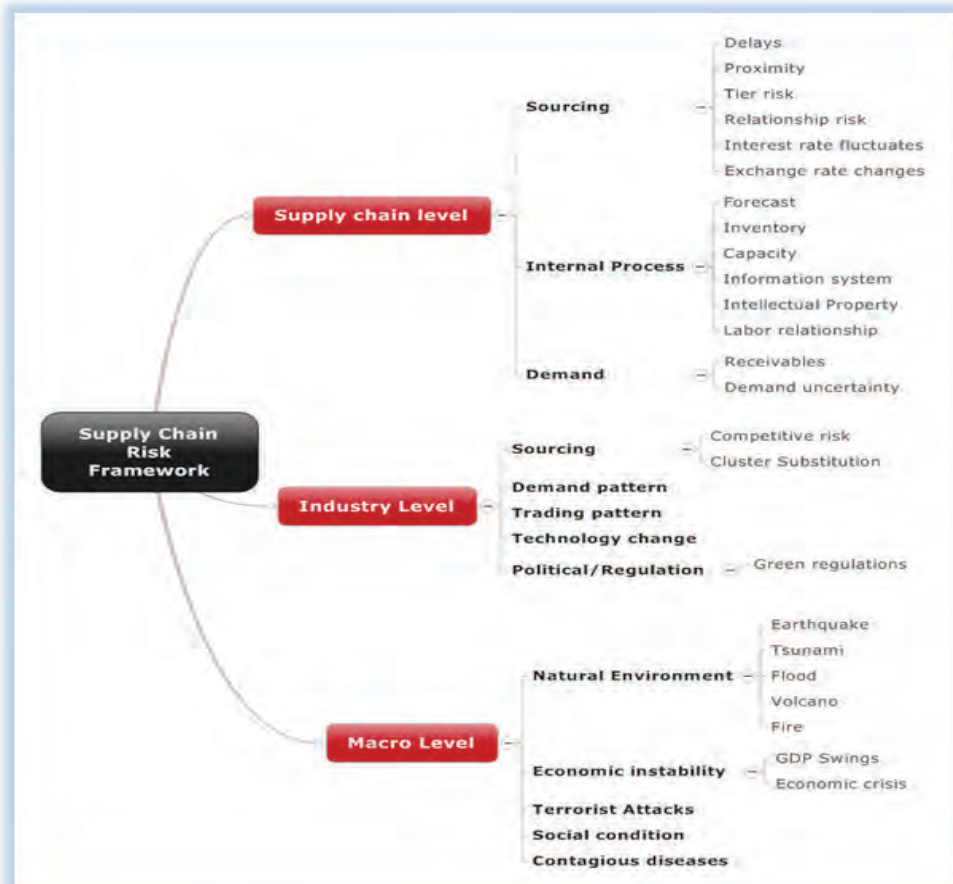 Supply Chain
Risk
Framework
Supply chain level
Sourcing
Delays
Proximity
Tier risk
Relationship risk
Interest rate fluctuates
Exchange rate changes
Internal Process
Forecast
Inventory
Capacity
Information system
Intellectual Property
Labor relationship
Demand
Receivables
Demand uncertainty
Industry Level
Sourcing
Competitive risk
Cluster Substitution
Demand pattern
Trading pattern
Technology change
Political/Regulation
Green regulations
Macro Level
Natural Environment
Earthquake
Tsunami
Flood
Volcano
Fire
Economic instability
GDP Swings
Economic crisis
Terrorist Attacks
Social condition
Contagious diseases